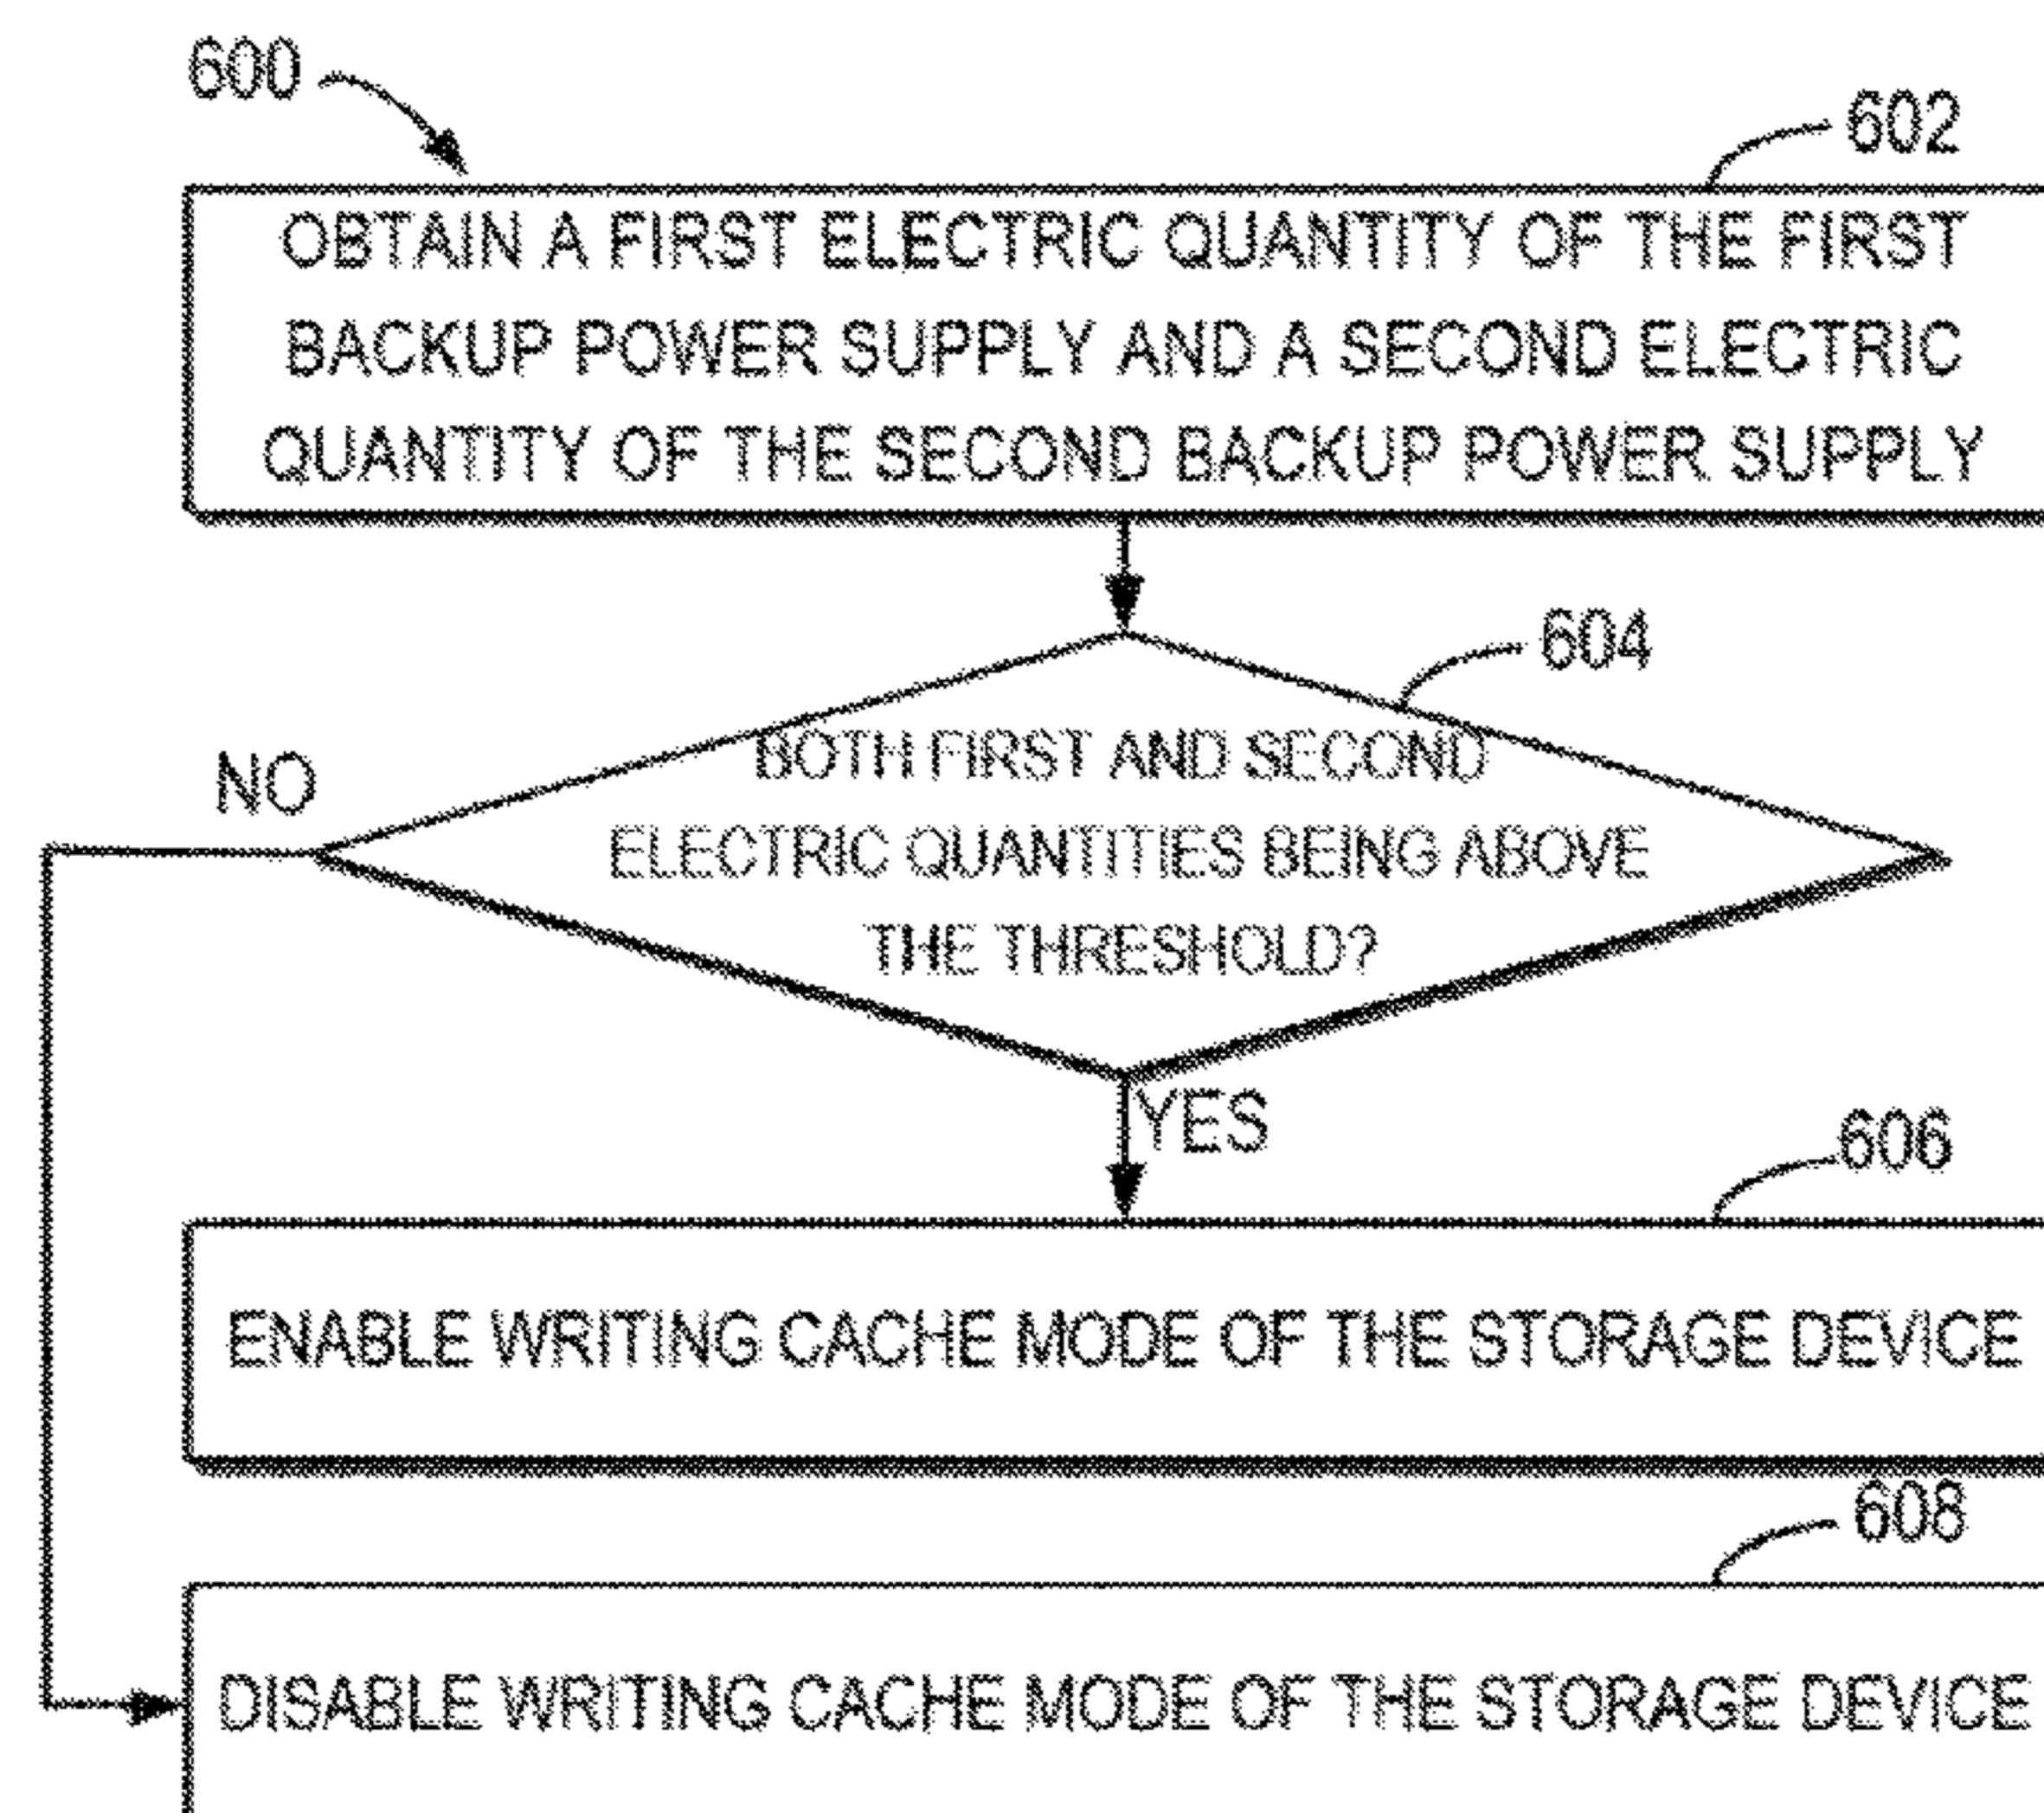 600
602
OBTAIN A FIRST ELECTRIC QUANTITY OF THE FIRST
BACKUP POWER SUPPLY AND A SECOND ELECTRIC
QUANTITY OF THE SECOND BACKUP POWER SUPPLY
604
BOTH FIRST AND SECOND
NO
ELECTRIC QUANTITIES BEING ABOVE
THE THRESHOLD?
YES
606
ENABLE WRITING CACHE MODE OF THE STORAGE DEVICE
608
DISABLE WRITING CACHE MODE OF THE STORAGE DEVICE